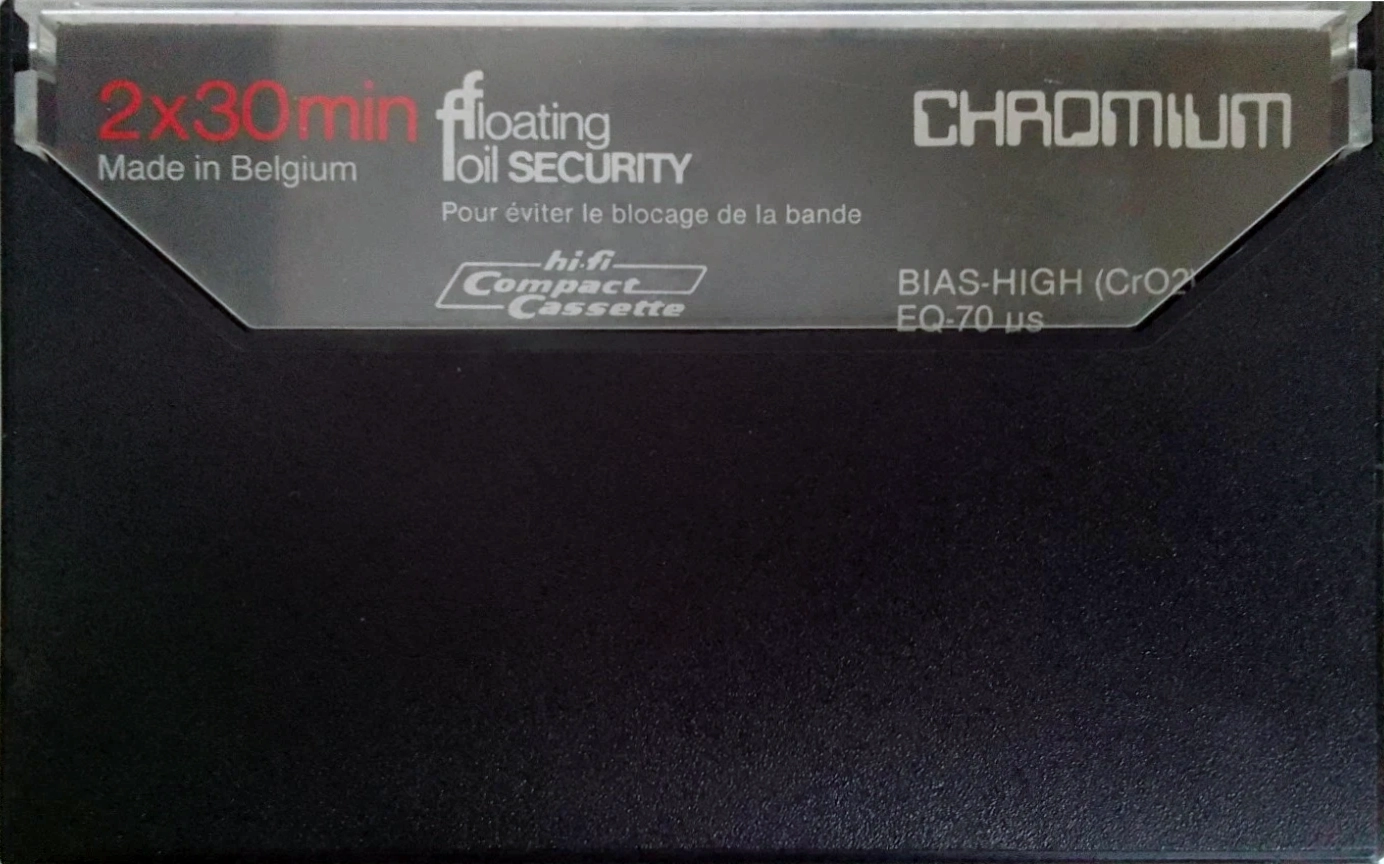 2x30min
Made in Belgium
floating
foil SECURITY
Pour éviter le blocage de la bande
hi-fi
Compact
Cassette
CHROMIUM
BIAS-HIGH (CrO2)
EQ-70 µs